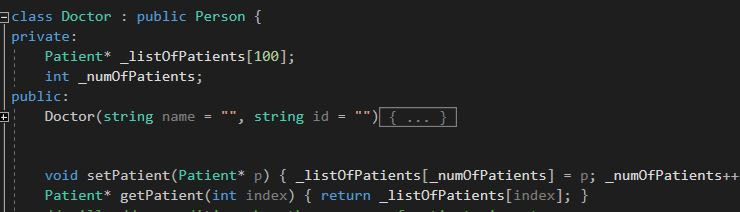 class Doctor : public Person {
private:
Patient* _listOfPatients[100];
int _numOfPatients;
public:
Doctor(string name = "", string id = ""){ ... }
void setPatient(Patient* p) { _listOfPatients[_numOfPatients] = p; _numOfPatients++
Patient* getPatient(int index) { return _listOfPatients[index]; }